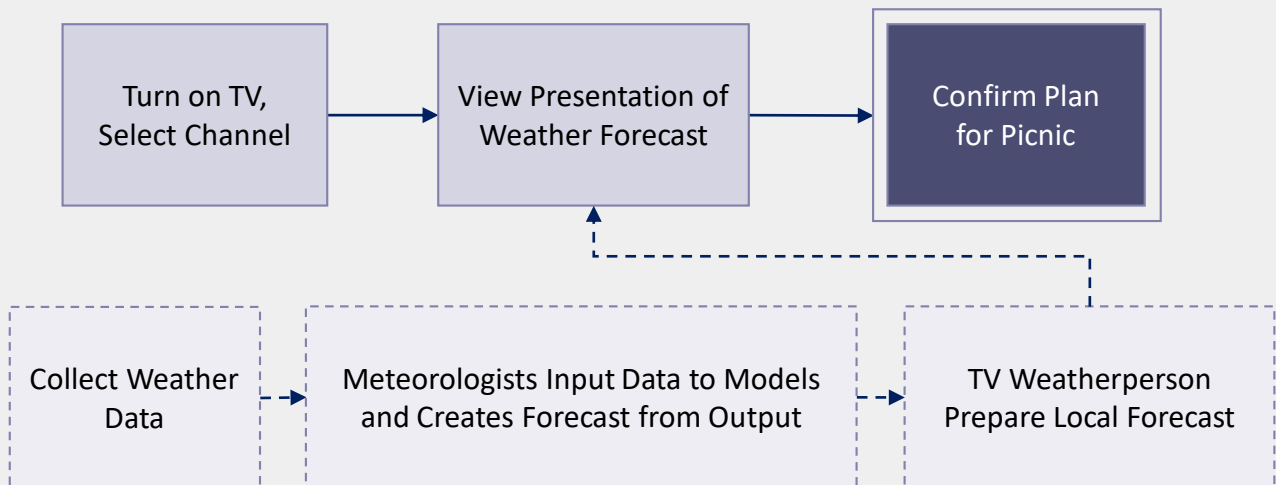 Turn on TV,
Select Channel
View Presentation of
Weather Forecast
Confirm Plan
for Picnic
Collect Weather
Data
Meteorologists Input Data to Models
and Creates Forecast from Output
TV Weatherperson
Prepare Local Forecast